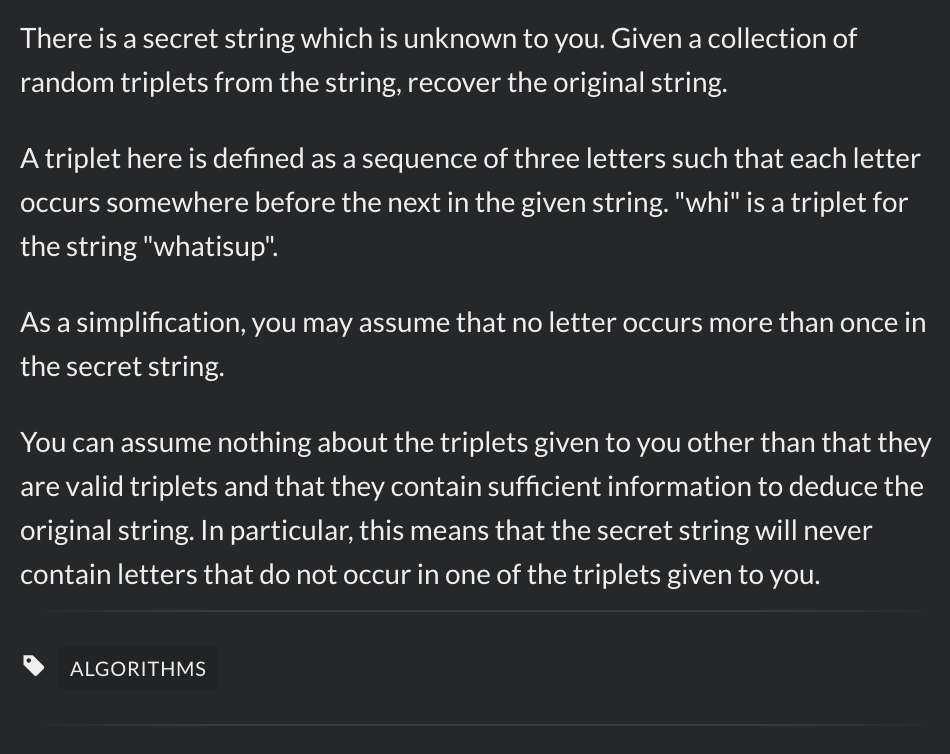 There is a secret string which is unknown to you. Given a collection of
random triplets from the string, recover the original string.
A triplet here is defined as a sequence of three letters such that each letter
occurs somewhere before the next in the given string. "whi" is a triplet for
the string "whatisup".
As a simplification, you may assume that no letter occurs more than once in
the secret string.
You can assume nothing about the triplets given to you other than that they
are valid triplets and that they contain sufficient information to deduce the
original string. In particular, this means that the secret string will never
contain letters that do not occur in one of the triplets given to you.
ALGORITHMS